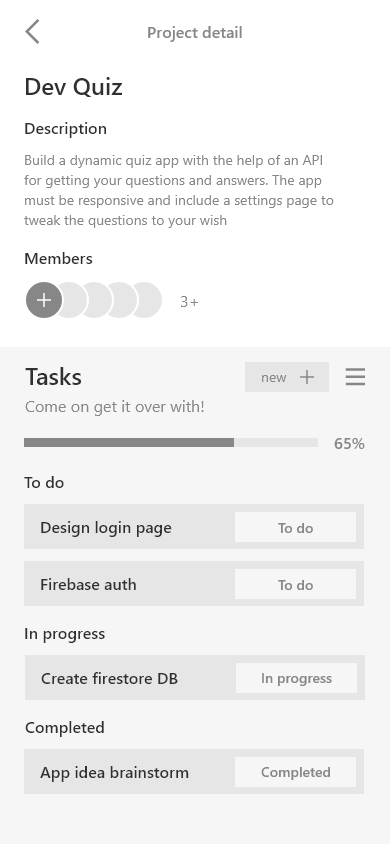 Project detail
Dev Quiz
Description
Build a dynamic quiz app with the help of an API
for getting your questions and answers. The app
must be responsive and include a settings page to
tweak the questions to your wish
Members
3+
Tasks
new
Come on get it over with!
65%
To do
Design login page To do
Firebase auth To do
In progress
Create firestore DB In progress
Completed
App idea brainstorm Completed